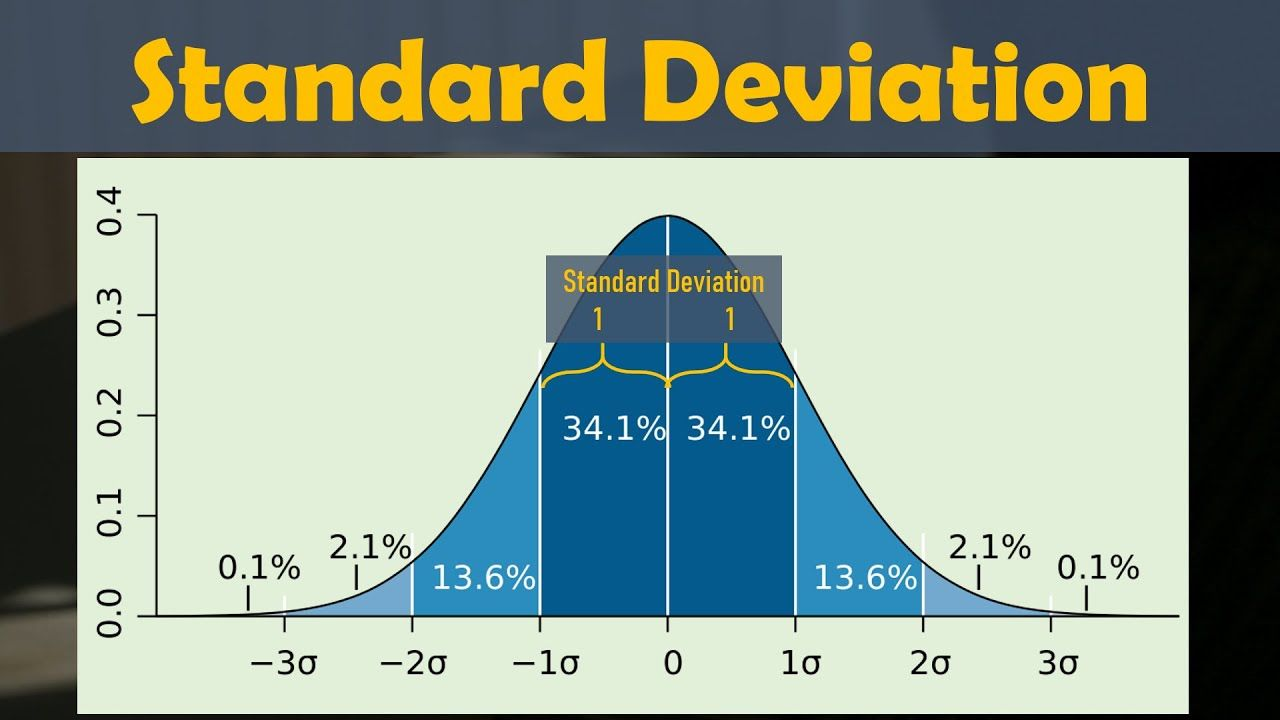 Standard Deviation
0.4
0.3
0.2
0.1
0.0
Standard Deviation
1 1
34.1% 34.1%
0.1% 2.1% 13.6% 13.6% 2.1% 0.1%
−3σ −2σ −1σ 0 1σ 2σ 3σ